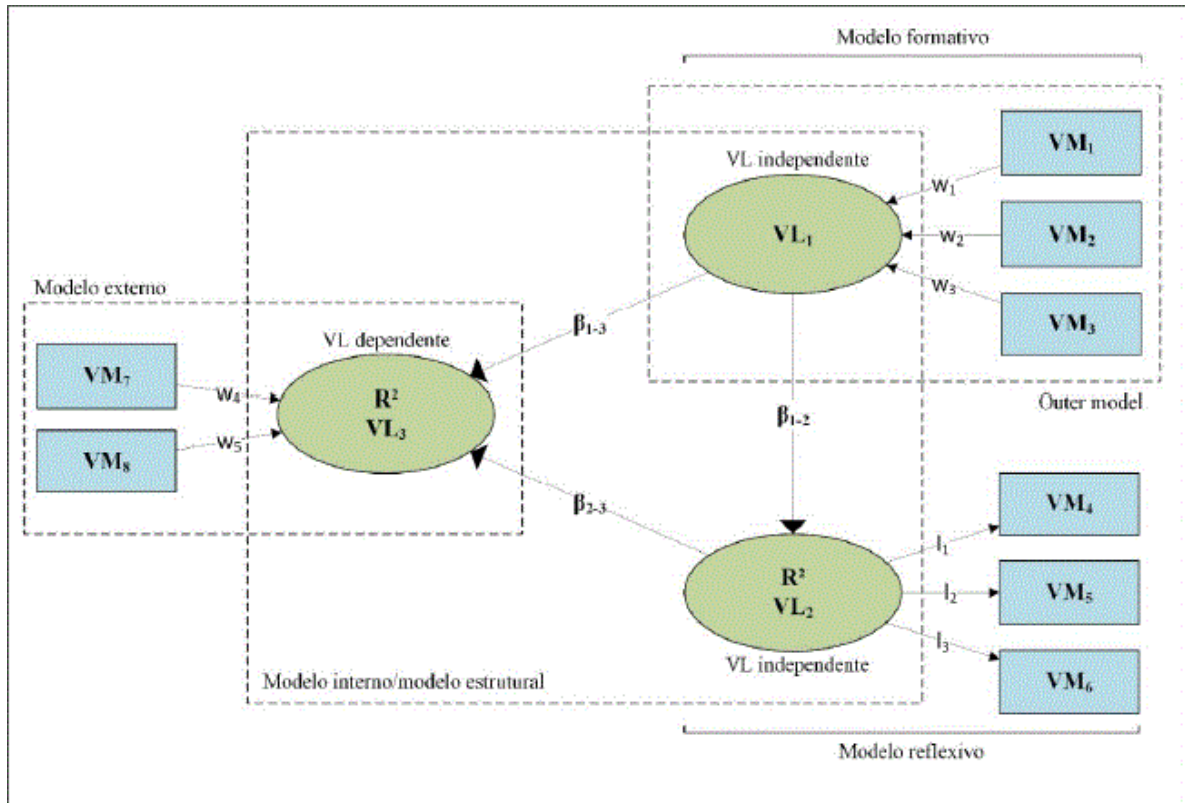 Modelo formativo
VL independente
VM₁
w₁
VL₁
w₂
VM₂
w₃
VM₃
Outer model
Modelo externo
VL dependente
VM₇
w₄
R²
VL₃
VM₈
w₅
β₁₋₃
β₁₋₂
β₂₋₃
VM₄
l₁
R²
VL₂
l₂
VM₅
l₃
VM₆
VL independente
Modelo interno/modelo estrutural
Modelo reflexivo